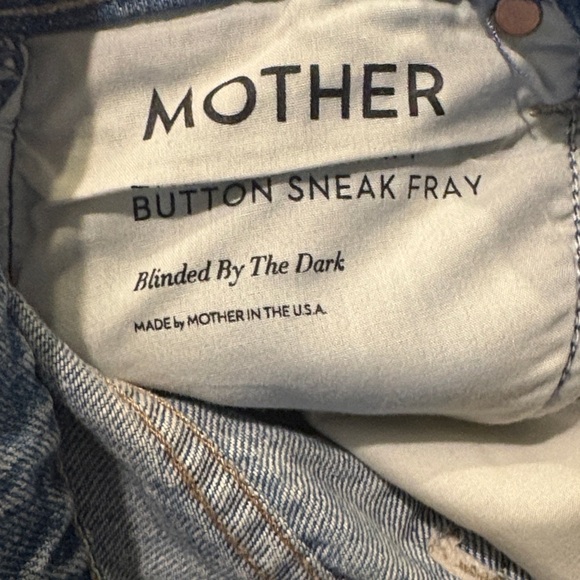 MOTHER
BUTTON SNEAK FRAY
Blinded By The Dark
MADE by MOTHER IN THE U.S.A.